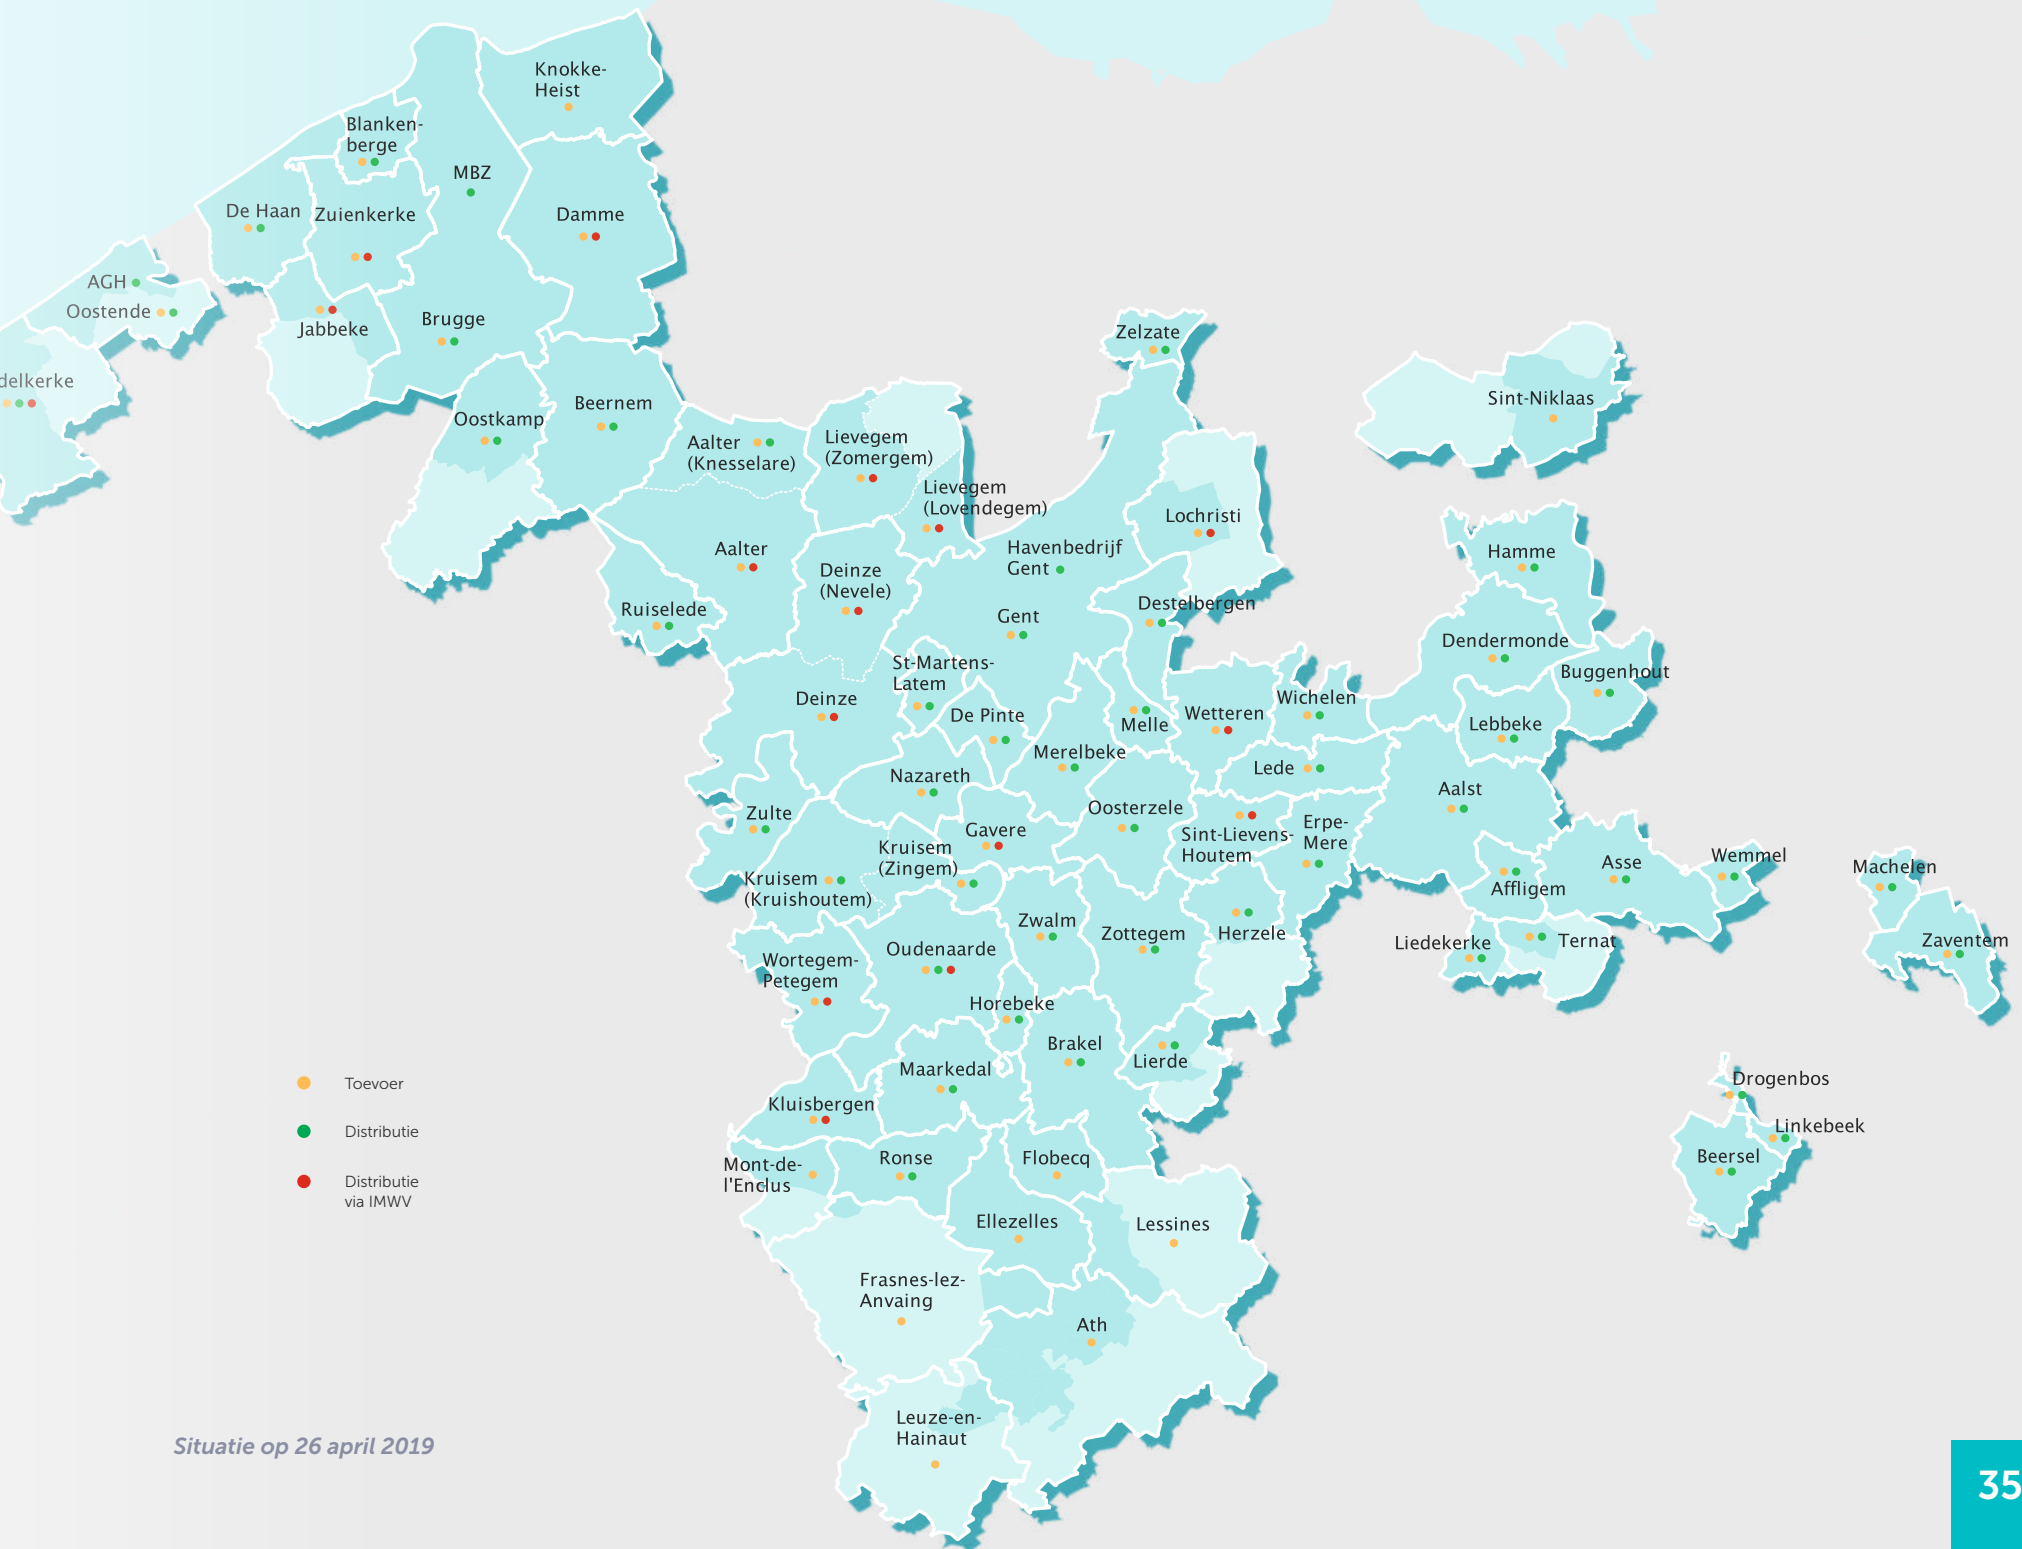 Knokke-
Heist
Blanken-
berge
MBZ
De Haan
Zuienkerke
Damme
AGH
Oostende
Jabbeke
Brugge
Zelzate
delkerke
Oostkamp
Beernem
Aalter
(Knesselare)
Lievegem
(Zomergem)
Lievegem
(Lovendegem)
Sint-Niklaas
Lochristi
Aalter
Deinze
(Nevele)
Havenbedrijf
Gent
Hamme
Ruiselede
Gent
Destelbergen
Dendermonde
Buggenhout
St-Martens-
Latem
Deinze
De Pinte
Melle
Wetteren
Wichelen
Lebbeke
Merelbeke
Nazareth
Lede
Aalst
Zulte
Oosterzele
Gavere
Sint-Lievens-
Houtem
Erpe-
Mere
Kruisem
(Zingem)
Kruisem
(Kruishoutem)
Affligem
Asse
Wemmel
Machelen
Zwalm
Zottegem
Herzele
Liedekerke
Ternat
Zaventem
Oudenaarde
Wortegem-
Petegem
Horebeke
Brakel
Lierde
Maarkedal
Kluisbergen
Drogenbos
Linkebeek
Beersel
Mont-de-
l'Enclus
Ronse
Flobecq
Ellezelles
Lessines
Frasnes-lez-
Anvaing
Ath
Leuze-en-
Hainaut
Toevoer
Distributie
Distributie
via IMWV
Situatie op 26 april 2019
35